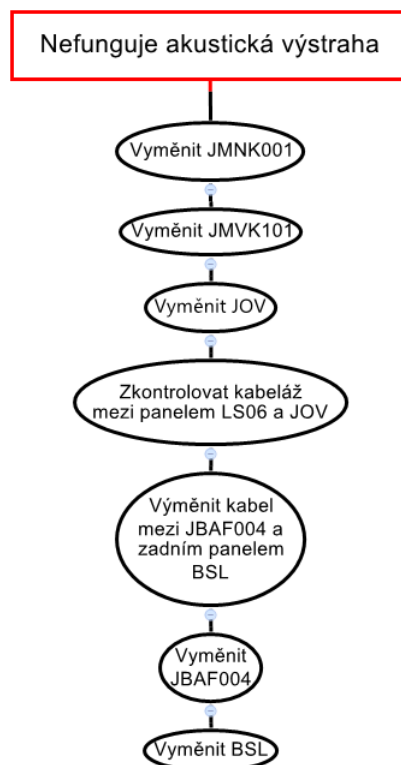 Nefunguje akustická výstraha
Vyměnit JMNK001
Vyměnit JMVK101
Vyměnit JOV
Zkontrolovat kabeláž
mezi panelem LS06 a JOV
Výměnit kabel
mezi JBAF004 a
zadním panelem
BSL
Vyměnit
JBAF004
Vyměnit BSL